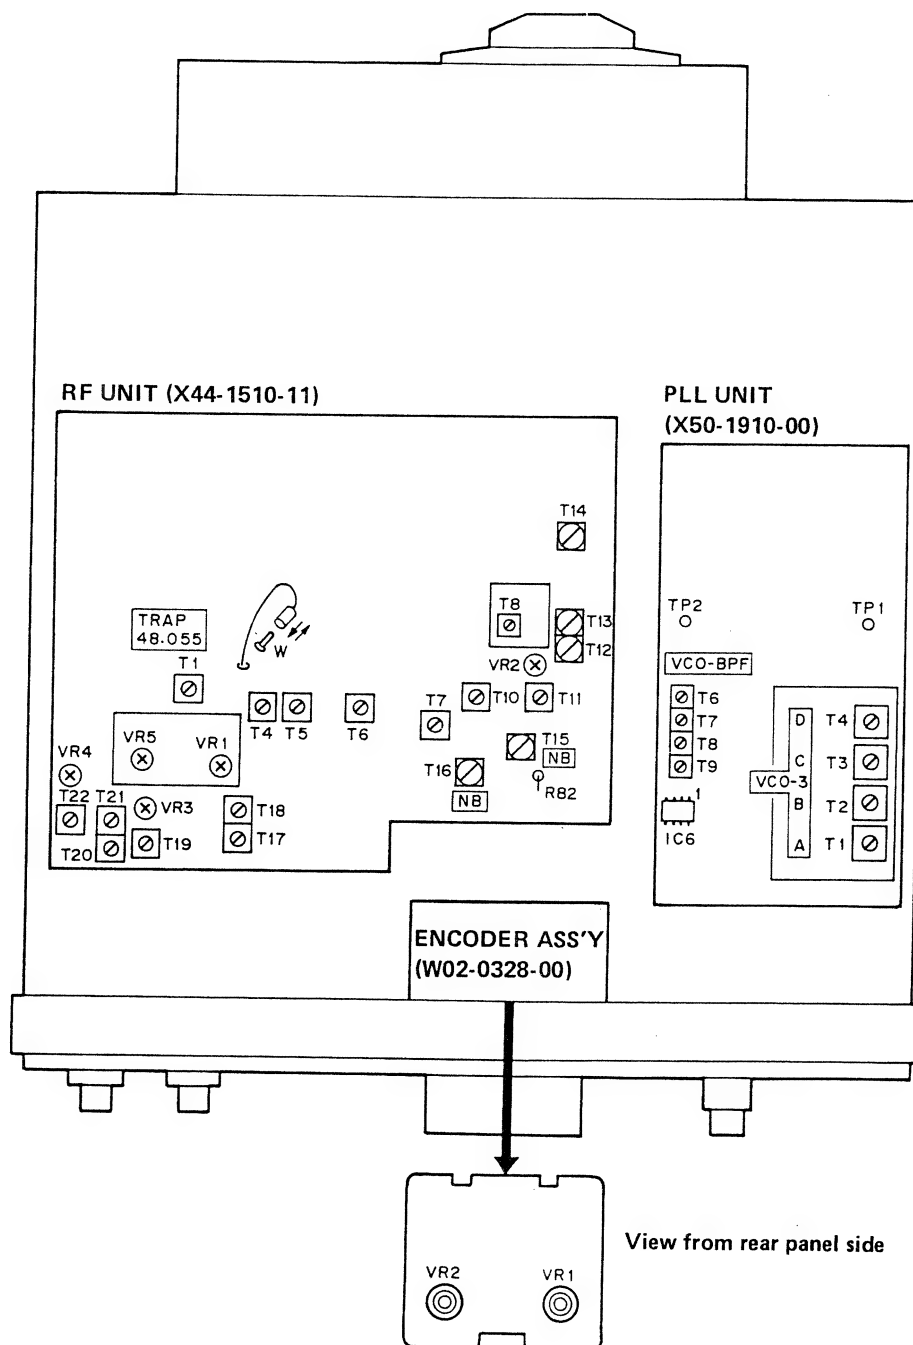 RF UNIT (X44-1510-11)
PLL UNIT
(X50-1910-00)
T14
TRAP
48.055
W
T8
T13
T12
VR2
T1
T4 T5
T6
T7
T10
T11
VR5
VR1
VR4
T15
NB
T16
NB
R82
T22
T21
VR3
T18
T20
T19
T17
TP2
TP1
VCO-BPF
T6
T7
T8
T9
1
IC6
D
C
VCO-3
B
A
T4
T3
T2
T1
ENCODER ASS'Y
(W02-0328-00)
View from rear panel side
VR2
VR1